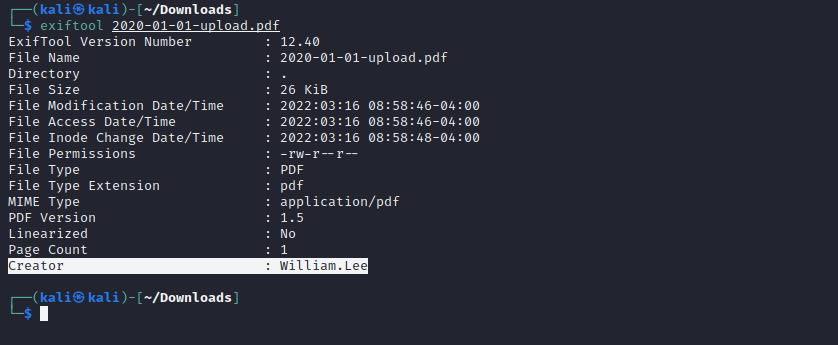 ┌──(kali㉿kali)-[~/Downloads]
└─$ exiftool 2020-01-01-upload.pdf
ExifTool Version Number         : 12.40
File Name                       : 2020-01-01-upload.pdf
Directory                       : .
File Size                       : 26 KiB
File Modification Date/Time     : 2022:03:16 08:58:46-04:00
File Access Date/Time           : 2022:03:16 08:58:46-04:00
File Inode Change Date/Time     : 2022:03:16 08:58:48-04:00
File Permissions                : -rw-r--r--
File Type                       : PDF
File Type Extension             : pdf
MIME Type                       : application/pdf
PDF Version                     : 1.5
Linearized                      : No
Page Count                      : 1
Creator                         : William.Lee
┌──(kali㉿kali)-[~/Downloads]
└─$